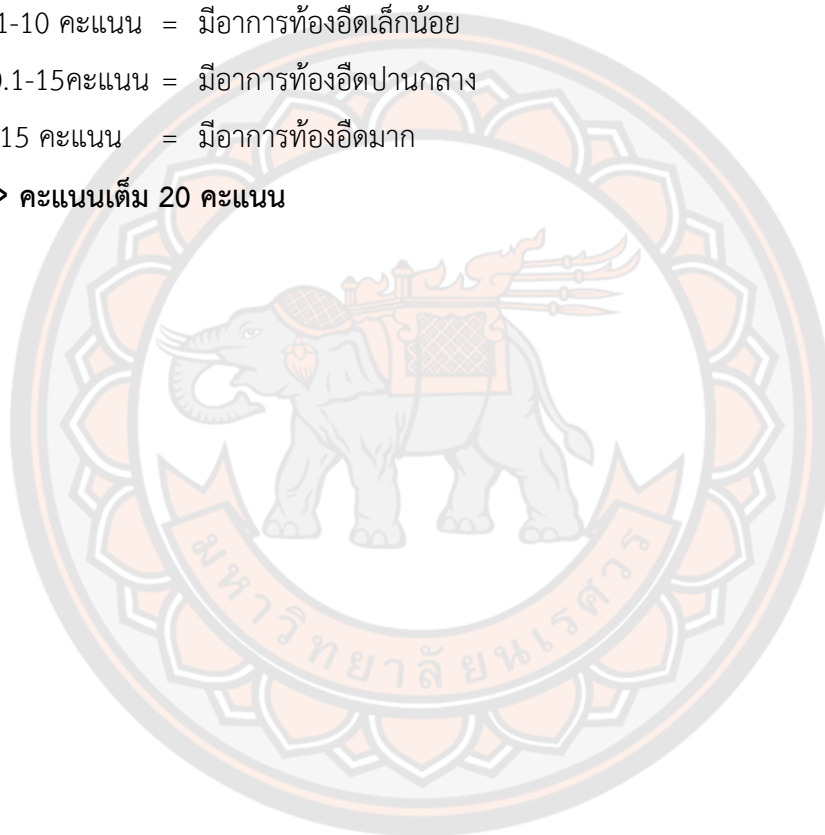 1-10 คะแนน = มีอาการท้องอืดเล็กน้อย
.1-15คะแนน = มีอาการท้องอืดปานกลาง
15 คะแนน = มีอาการท้องอืดมาก
> คะแนนเต็ม 20 คะแนน
มหาวิทยาลัยนเรศวร